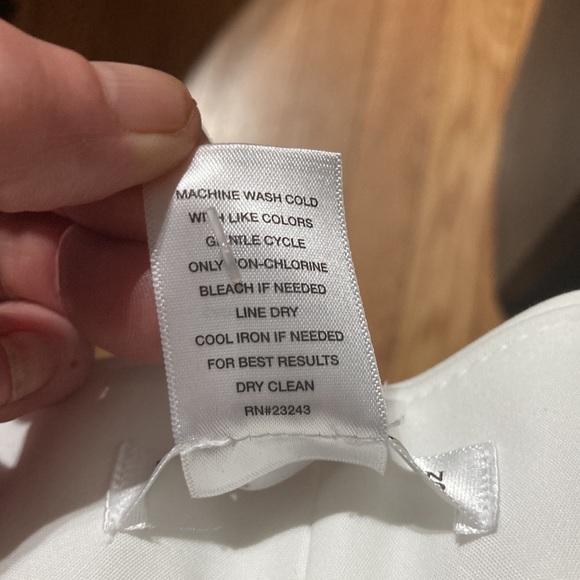 MACHINE WASH COLD
WITH LIKE COLORS
GENTLE CYCLE
ONLY NON-CHLORINE
BLEACH IF NEEDED
LINE DRY
COOL IRON IF NEEDED
FOR BEST RESULTS
DRY CLEAN
RN#23243